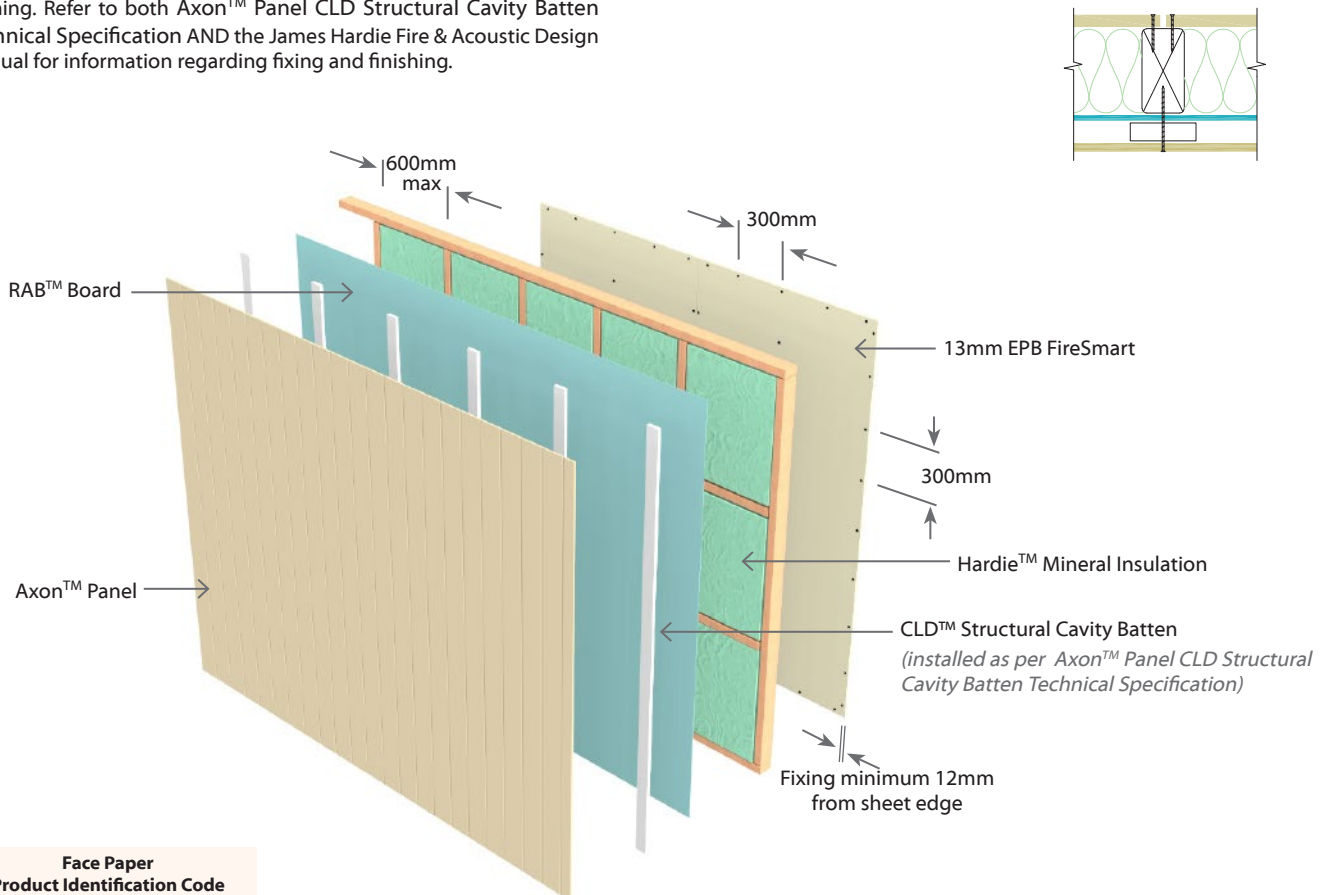 ning. Refer to both Axon™ Panel CLD Structural Cavity Batten
hnical Specification AND the James Hardie Fire & Acoustic Design
ual for information regarding fixing and finishing.
600mm
max
300mm
RAB™ Board
13mm EPB FireSmart
300mm
Hardie™ Mineral Insulation
Axon™ Panel
CLD™ Structural Cavity Batten
(installed as per Axon™ Panel CLD Structural
Cavity Batten Technical Specification)
Fixing minimum 12mm
from sheet edge
Face Paper
Product Identification Code